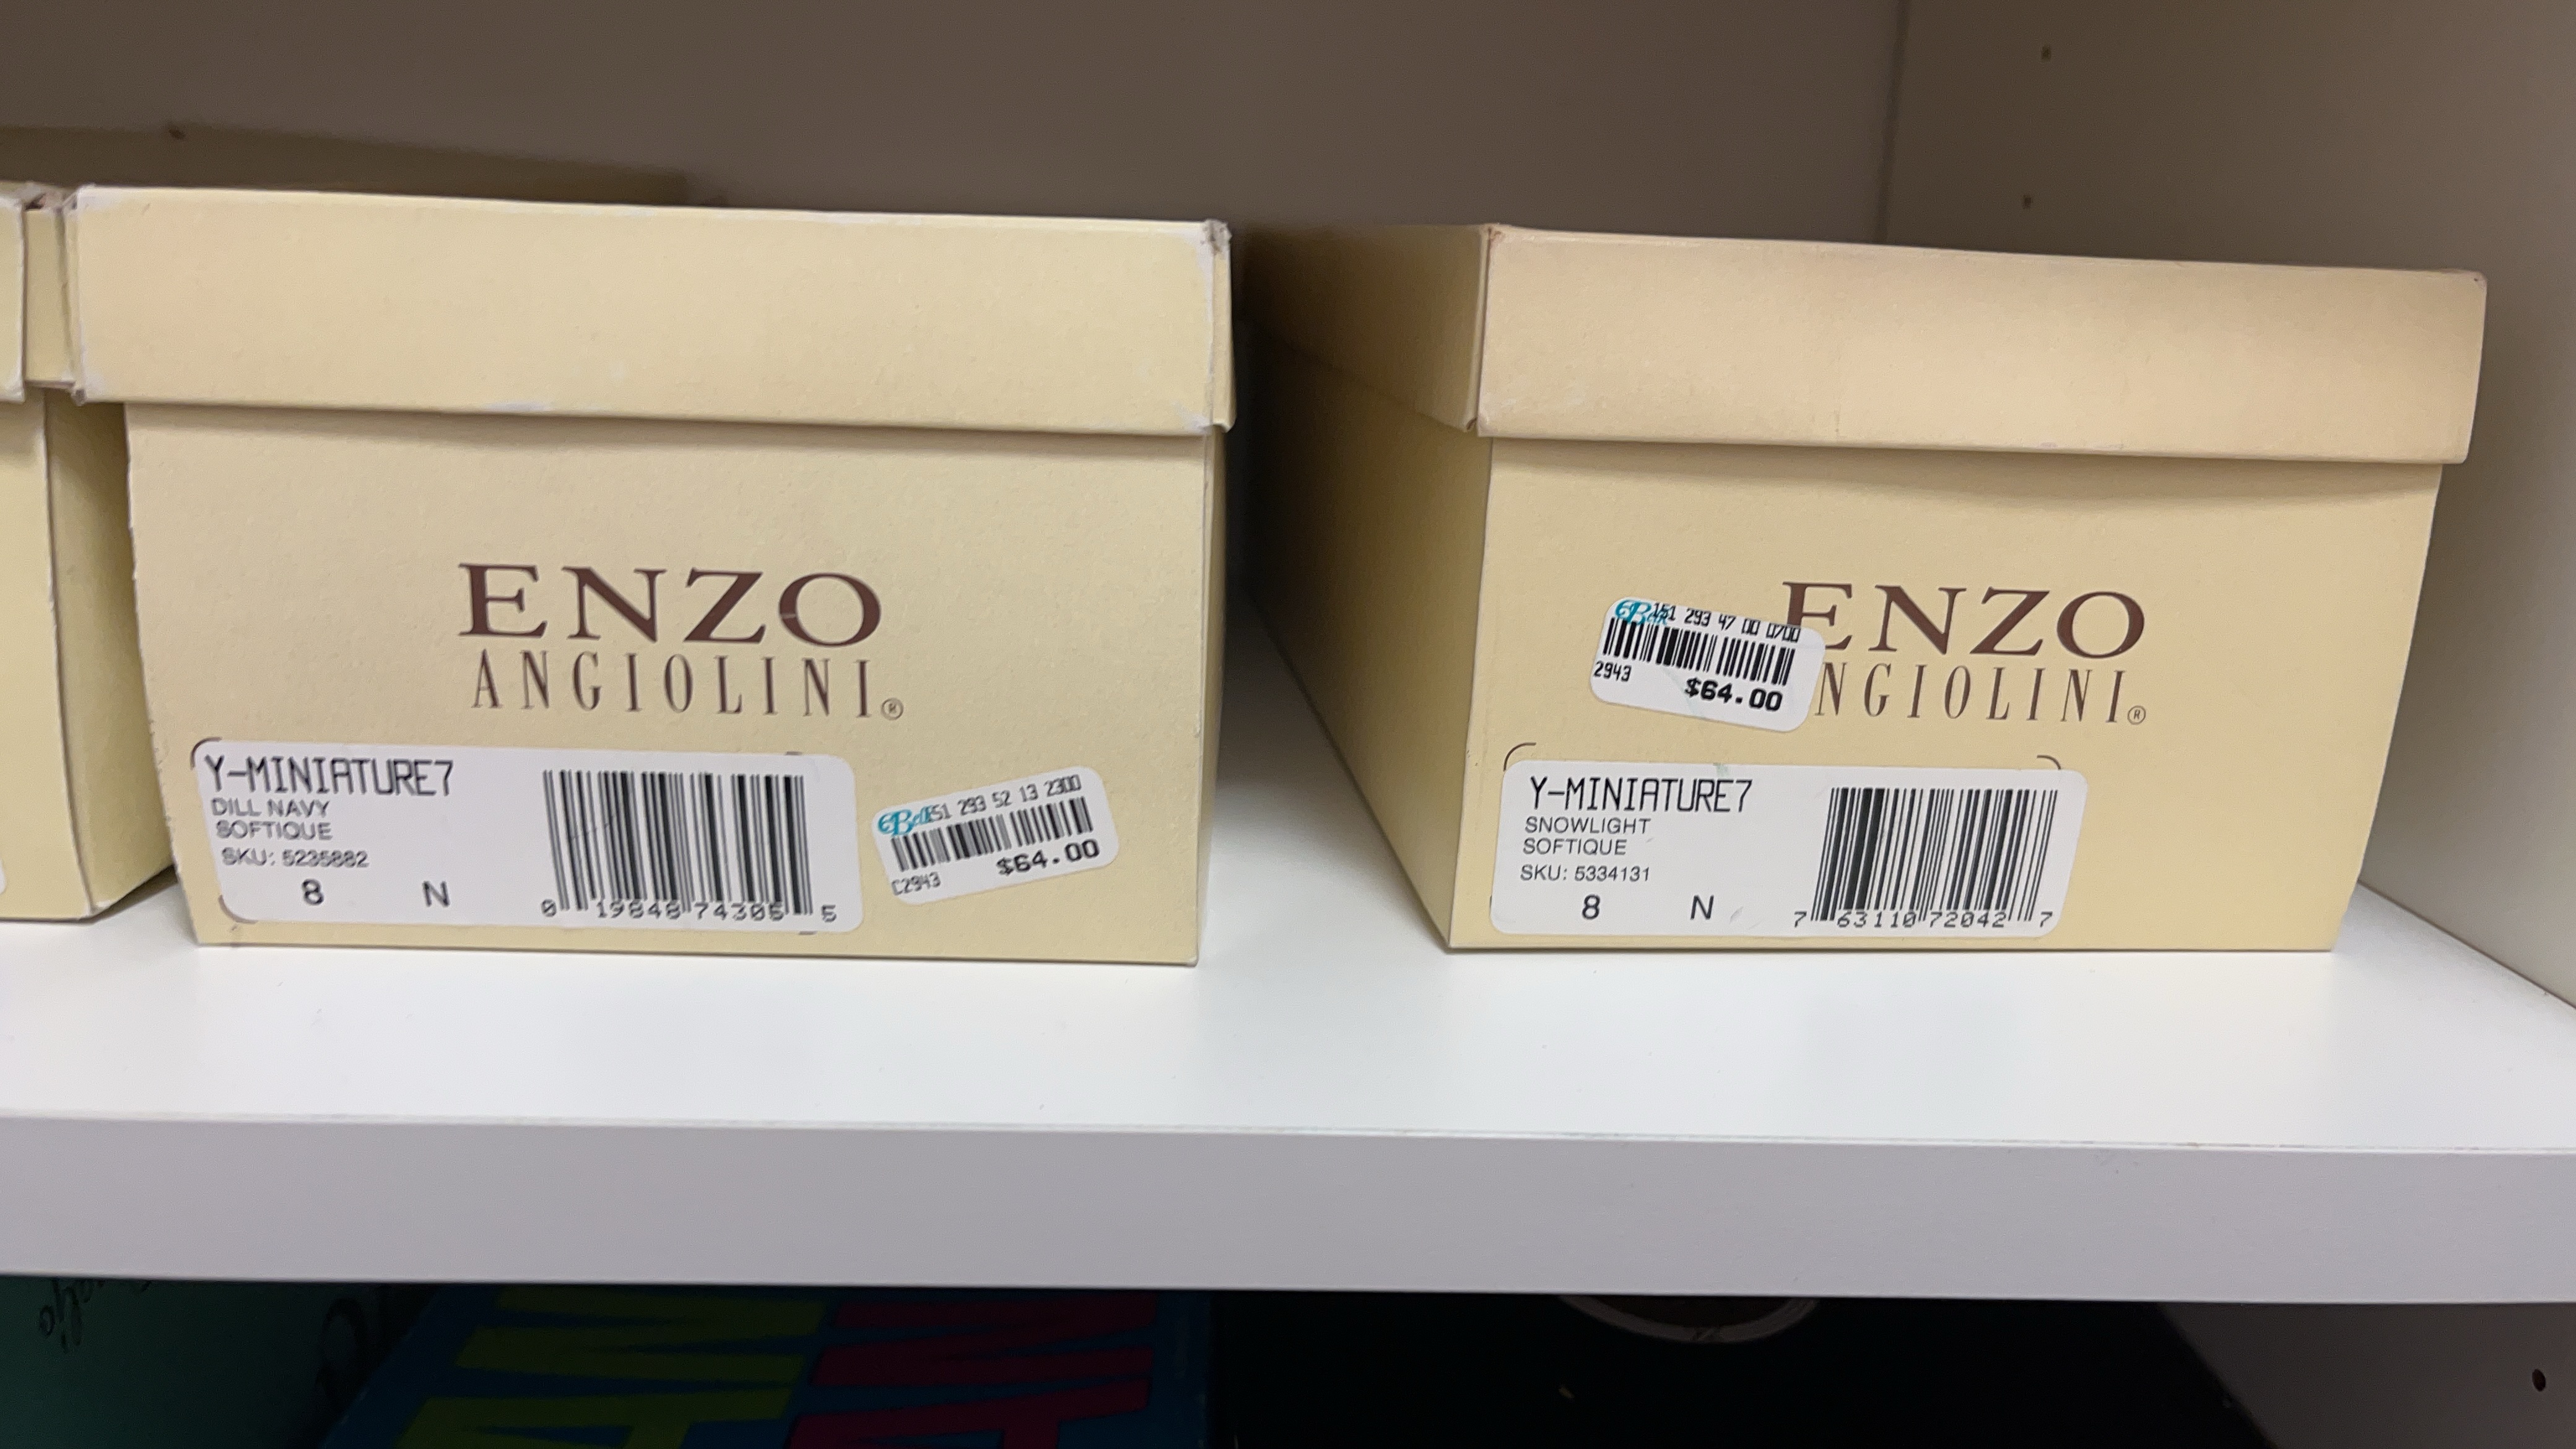 ENZO
ANGIOLINI®
Y-MINIATURE7
DILL NAVY
SOFTIQUE
SKU: 5235882
8 N
0 19848 74305 5
51 293 52 13 2300
C2943
$64.00
ENZO
NGIOLINI®
151 293 47 00 0700
2943
$64.00
Y-MINIATURE7
SNOWLIGHT
SOFTIQUE
SKU: 5334131
8 N
7 63110 72042 7